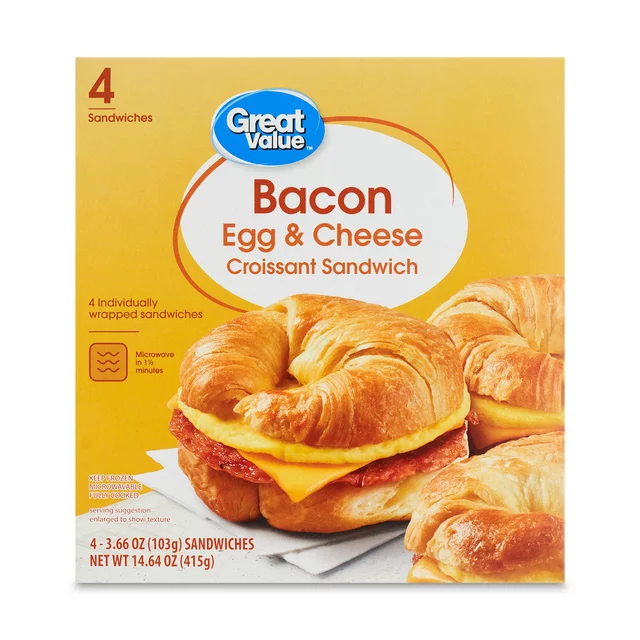 4
Sandwiches
Great
Value™
Bacon
Egg & Cheese
Croissant Sandwich
4 Individually
wrapped sandwiches
Microwave
in 1½
minutes
KEEP FROZEN
MICROWAVABLE
FULLY COOKED
serving suggestion
enlarged to show texture
4 - 3.66 OZ (103g) SANDWICHES
NET WT 14.64 OZ (415g)